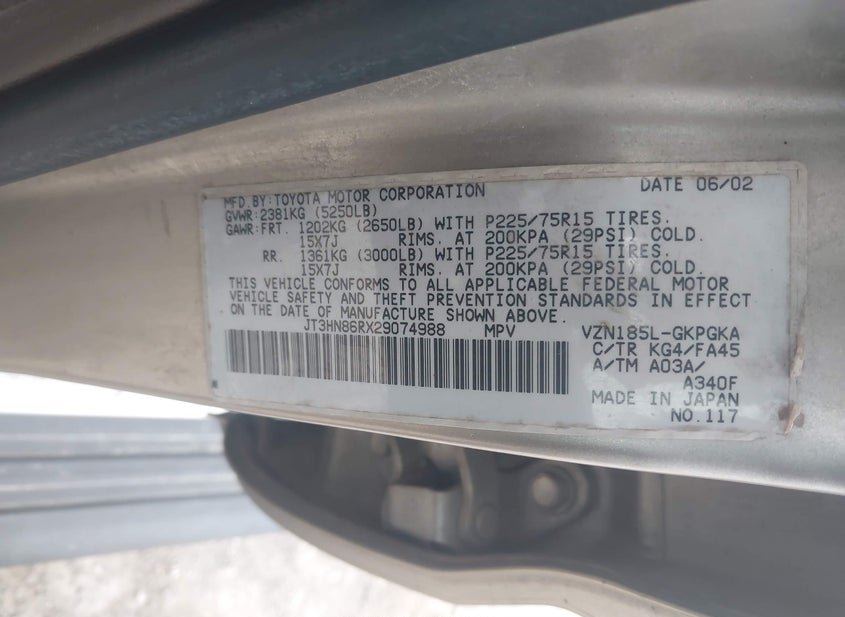 MFD. BY: TOYOTA MOTOR CORPORATION DATE 06/02
GVWR: 2381KG (5250LB)
GAWR: FRT. 1202KG (2650LB) WITH P225/75R15 TIRES.
15X7J RIMS. AT 200KPA (29PSI) COLD.
RR. 1361KG (3000LB) WITH P225/75R15 TIRES.
15X7J RIMS. AT 200KPA (29PSI) COLD.
THIS VEHICLE CONFORMS TO ALL APPLICABLE FEDERAL MOTOR
VEHICLE SAFETY AND THEFT PREVENTION STANDARDS IN EFFECT
ON THE DATE OF MANUFACTURE SHOWN ABOVE.
JT3HN86RX29074988 MPV VZN185L-GKPGKA
C/TR KG4/FA45
A/TM A03A/
A340F
MADE IN JAPAN
NO.117